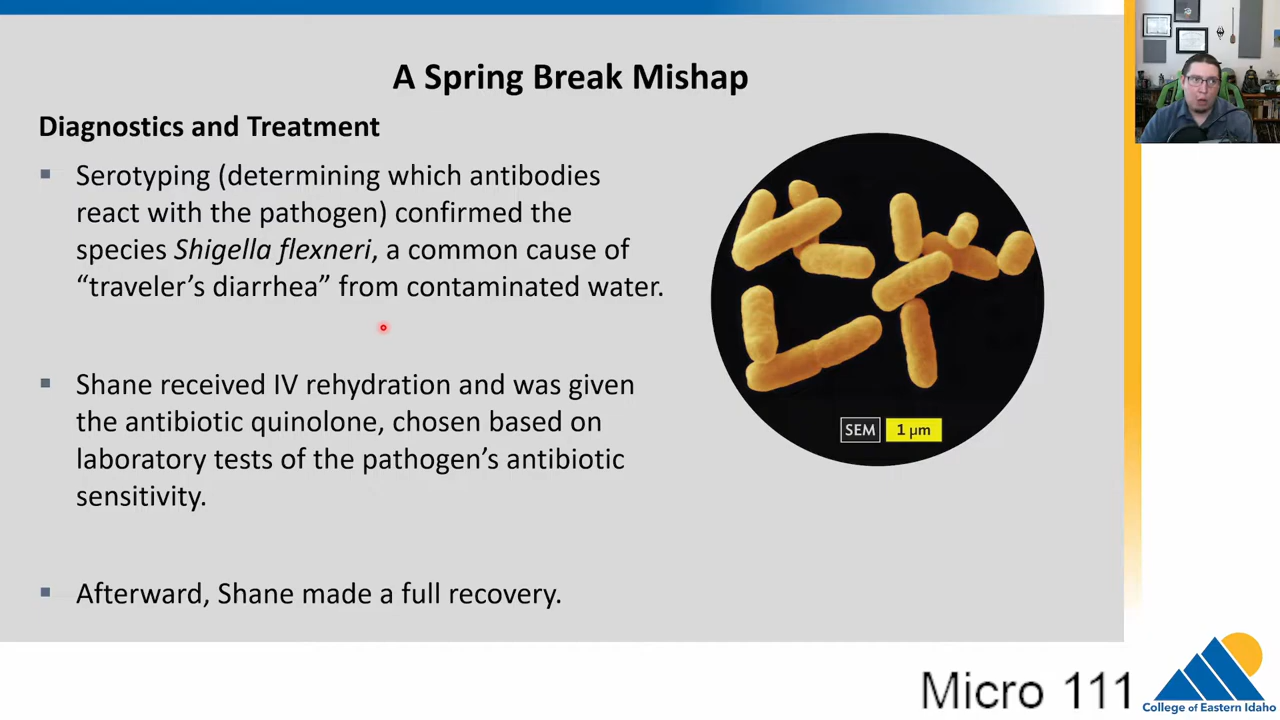 A Spring Break Mishap
Diagnostics and Treatment
Serotyping (determining which antibodies
react with the pathogen) confirmed the
species Shigella flexneri, a common cause of
“traveler’s diarrhea” from contaminated water.
Shane received IV rehydration and was given
the antibiotic quinolone, chosen based on
laboratory tests of the pathogen’s antibiotic
sensitivity.
Afterward, Shane made a full recovery.
SEM 1 µm
Micro 111
College of Eastern Idaho